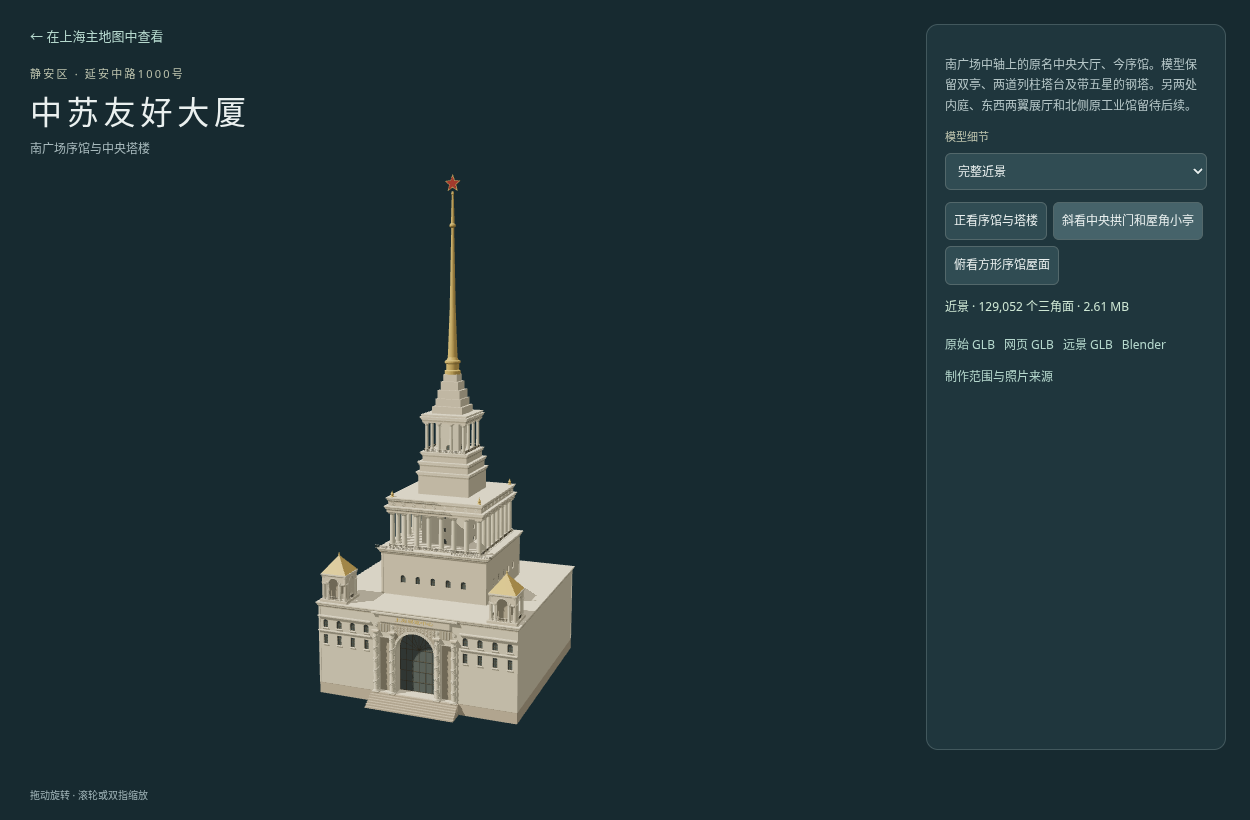 ← 在上海主地图中查看
静安区 · 延安中路1000号
中苏友好大厦
南广场序馆与中央塔楼
南广场中轴上的原名中央大厅、今序馆。模型保
留双亭、两道列柱塔台及带五星的钢塔。另两处
内庭、东西两翼展厅和北侧原工业馆留待后续。
模型细节
完整近景
正看序馆与塔楼
斜看中央拱门和屋角小亭
俯看方形序馆屋面
近景 · 129,052 个三角面 · 2.61 MB
原始 GLB 网页 GLB 远景 GLB Blender
制作范围与照片来源
拖动旋转 · 滚轮或双指缩放